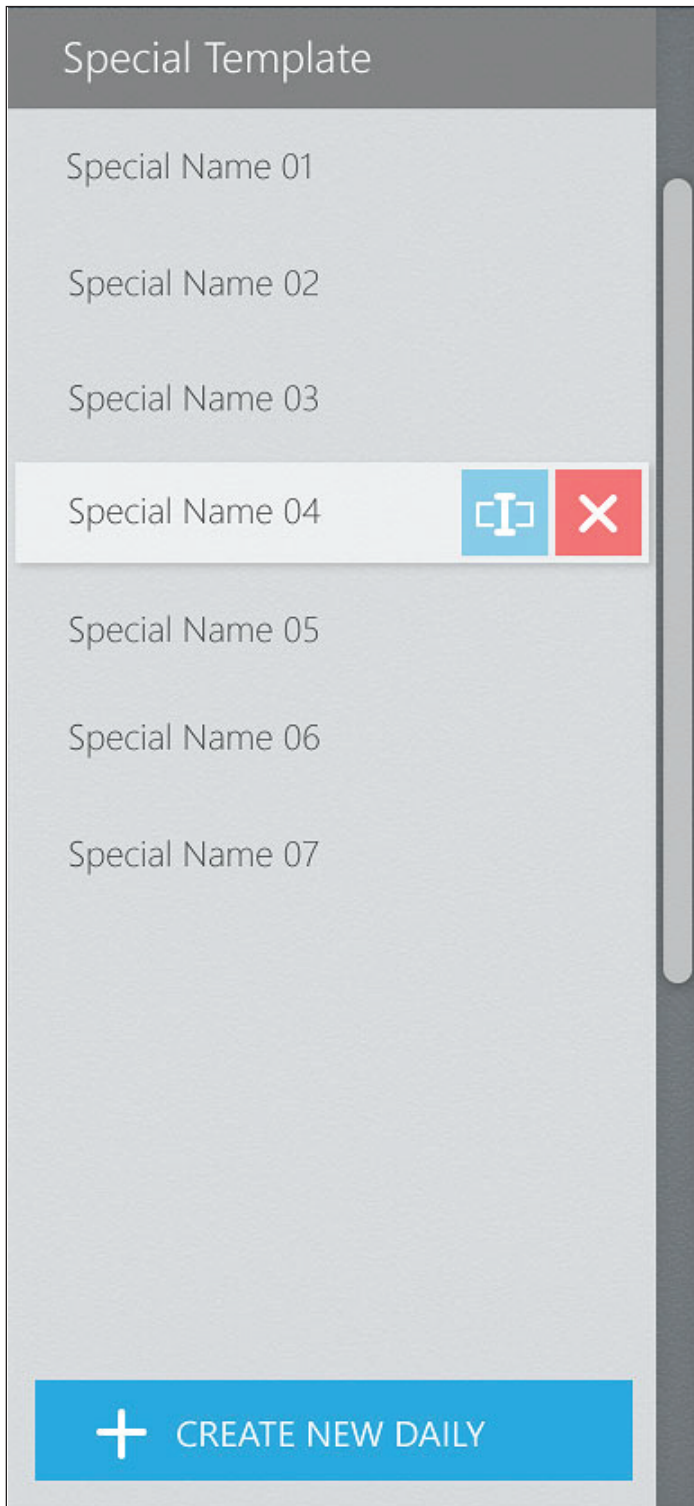 Special Template
Special Name 01
Special Name 02
Special Name 03
Special Name 04
Special Name 05
Special Name 06
Special Name 07
CREATE NEW DAILY